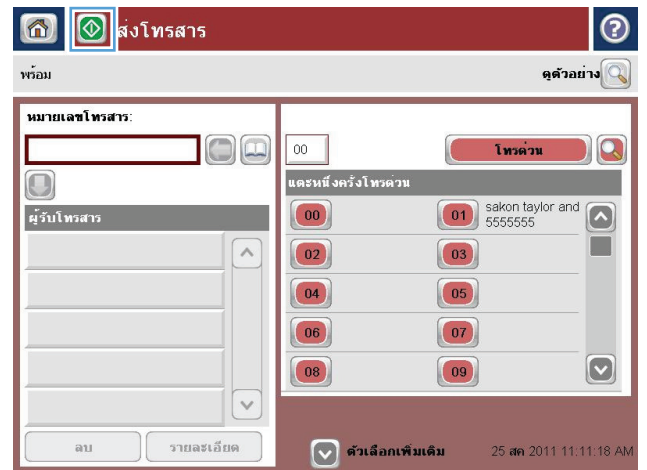 ส่งโทรสาร
?
พร้อม
ดูตัวอย่าง
หมายเลขโทรสาร:
00
โทรด่วน
แตะหนึ่งครั้งโทรด่วน
ผู้รับโทรสาร
00
01 sakon taylor and
5555555
02 03
04 05
06 07
08 09
ลบ รายละเอียด
ตัวเลือกเพิ่มเติม
25 สค 2011 11:11:18 AM